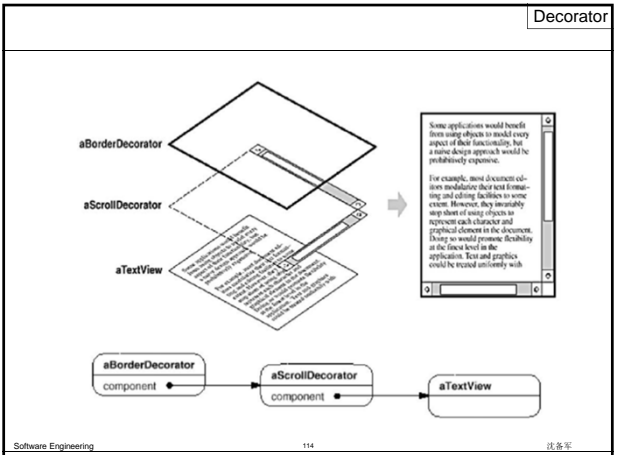 Decorator
aBorderDecorator
aScrollDecorator
aTextView
Some applications would benefit
from using objects to model every
aspect of their functionality, but
a naive design approach would be
prohibitively expensive.
For example, most document ed-
itors modularize their text format-
ting and editing facilities to some
extent. However, they invariably
stop short of using objects to
represent each character and
graphical element in the document.
Doing so would promote flexibility
at the finest level in the
application. Text and graphics
could be treated uniformly with
aBorderDecorator
component
aScrollDecorator
component
aTextView
Software Engineering
114
沈备军